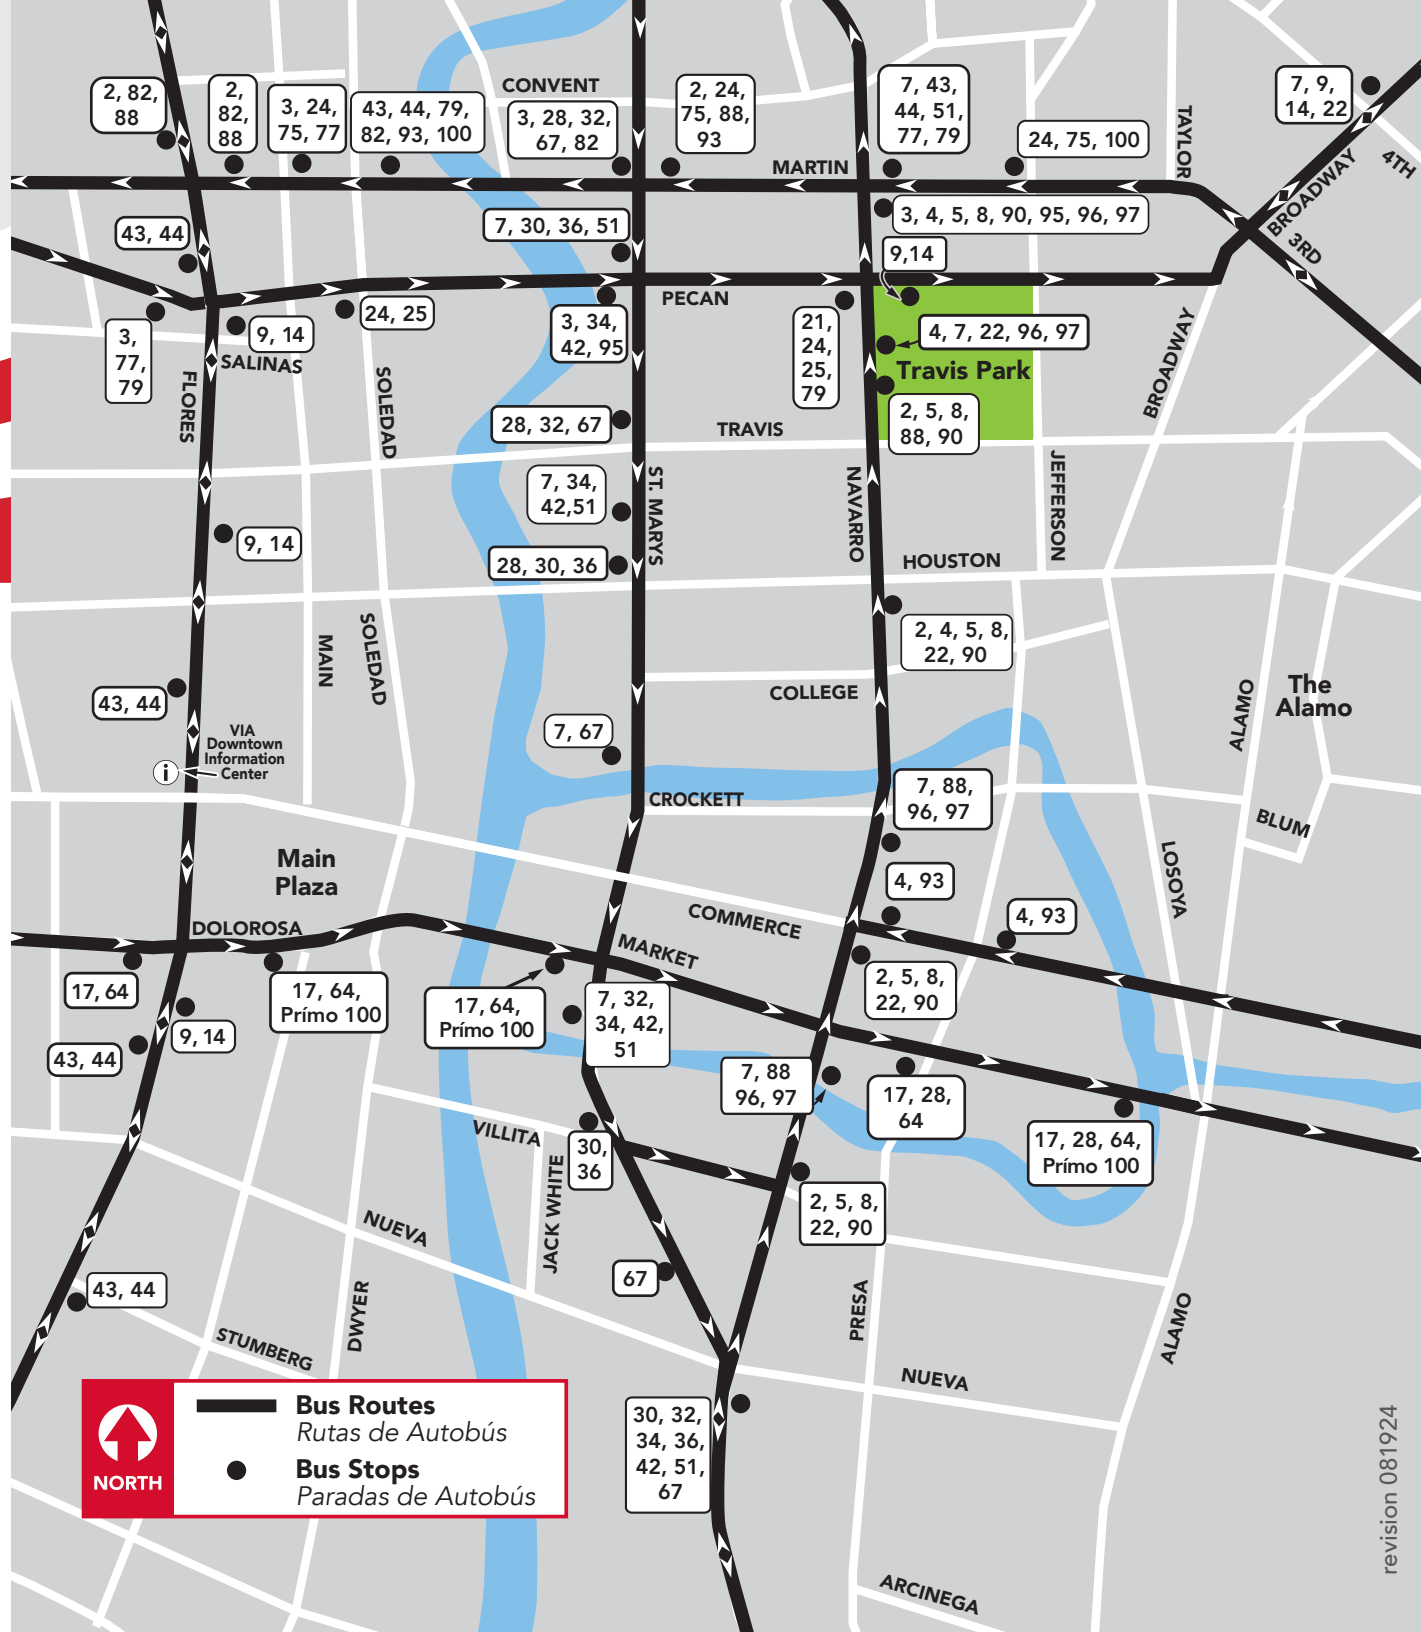 CONVENT
2, 82,
88
2,
82,
88
3, 24,
75, 77
43, 44, 79,
82, 93, 100
3, 28, 32,
67, 82
2, 24,
75, 88,
93
7, 43,
44, 51,
77, 79
24, 75, 100
TAYLOR
7, 9,
14, 22
4TH
BROADWAY
3RD
MARTIN
43, 44
7, 30, 36, 51
3, 4, 5, 8, 90, 95, 96, 97
9,14
PECAN
3,
77,
79
9, 14
24, 25
3, 34,
42, 95
21,
24,
25,
79
4, 7, 22, 96, 97
Travis Park
2, 5, 8,
88, 90
SALINAS
FLORES
SOLEDAD
BROADWAY
28, 32, 67
TRAVIS
7, 34,
42,51
ST. MARYS
NAVARRO
JEFFERSON
9, 14
28, 30, 36
HOUSTON
2, 4, 5, 8,
22, 90
MAIN
SOLEDAD
COLLEGE
ALAMO
The
Alamo
43, 44
VIA
Downtown
Information
Center
i
7, 67
CROCKETT
7, 88,
96, 97
BLUM
Main
Plaza
4, 93
LOSOYA
COMMERCE
4, 93
DOLOROSA
MARKET
17, 64
17, 64,
Prímo 100
17, 64,
Prímo 100
7, 32,
34, 42,
51
2, 5, 8,
22, 90
9, 14
43, 44
7, 88
96, 97
17, 28,
64
17, 28, 64,
Prímo 100
VILLITA
30,
36
JACK WHITE
2, 5, 8,
22, 90
NUEVA
67
43, 44
DWYER
STUMBERG
PRESA
ALAMO
NUEVA
30, 32,
34, 36,
42, 51,
67
NORTH
Bus Routes
Rutas de Autobús
Bus Stops
Paradas de Autobús
ARCINEGA
revision 081924